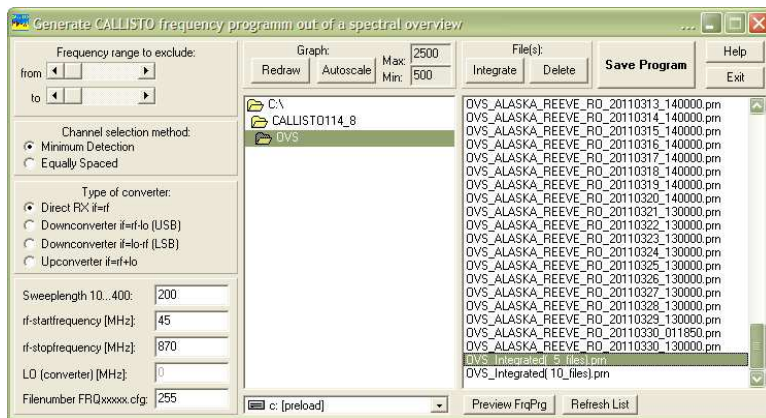 Generate CALLISTO frequency programm out of a spectral overview ...
Frequency range to exclude:
from
to
Graph:
Redraw Autoscale
Max: 2500
Min: 500
File(s):
Integrate Delete
Save Program
Help
Exit
Channel selection method:
Minimum Detection
Equally Spaced
Type of converter:
Direct RX if=rf
Downconverter if=rf-lo (USB)
Downconverter if=lo-rf (LSB)
Upconverter if=rf+lo
Sweeplength 10...400: 200
rf-startfrequency [MHz]: 45
rf-stopfrequency [MHz]: 870
LO (converter) [MHz]: 0
Filenumber FRQxxxxx.cfg: 255
C:\
CALLISTO114_8
OVS
c: [preload]
OVS_ALASKA_REEVE_RO_20110313_140000.prn
OVS_ALASKA_REEVE_RO_20110314_140000.prn
OVS_ALASKA_REEVE_RO_20110315_140000.prn
OVS_ALASKA_REEVE_RO_20110316_140000.prn
OVS_ALASKA_REEVE_RO_20110317_140000.prn
OVS_ALASKA_REEVE_RO_20110318_140000.prn
OVS_ALASKA_REEVE_RO_20110319_140000.prn
OVS_ALASKA_REEVE_RO_20110320_140000.prn
OVS_ALASKA_REEVE_RO_20110321_130000.prn
OVS_ALASKA_REEVE_RO_20110322_130000.prn
OVS_ALASKA_REEVE_RO_20110323_130000.prn
OVS_ALASKA_REEVE_RO_20110324_130000.prn
OVS_ALASKA_REEVE_RO_20110325_130000.prn
OVS_ALASKA_REEVE_RO_20110326_130000.prn
OVS_ALASKA_REEVE_RO_20110327_130000.prn
OVS_ALASKA_REEVE_RO_20110328_130000.prn
OVS_ALASKA_REEVE_RO_20110329_130000.prn
OVS_ALASKA_REEVE_RO_20110330_011850.prn
OVS_ALASKA_REEVE_RO_20110330_130000.prn
OVS_Integrated( 5_files).prn
OVS_Integrated( 10_files).prn
Preview FrqPrg Refresh List